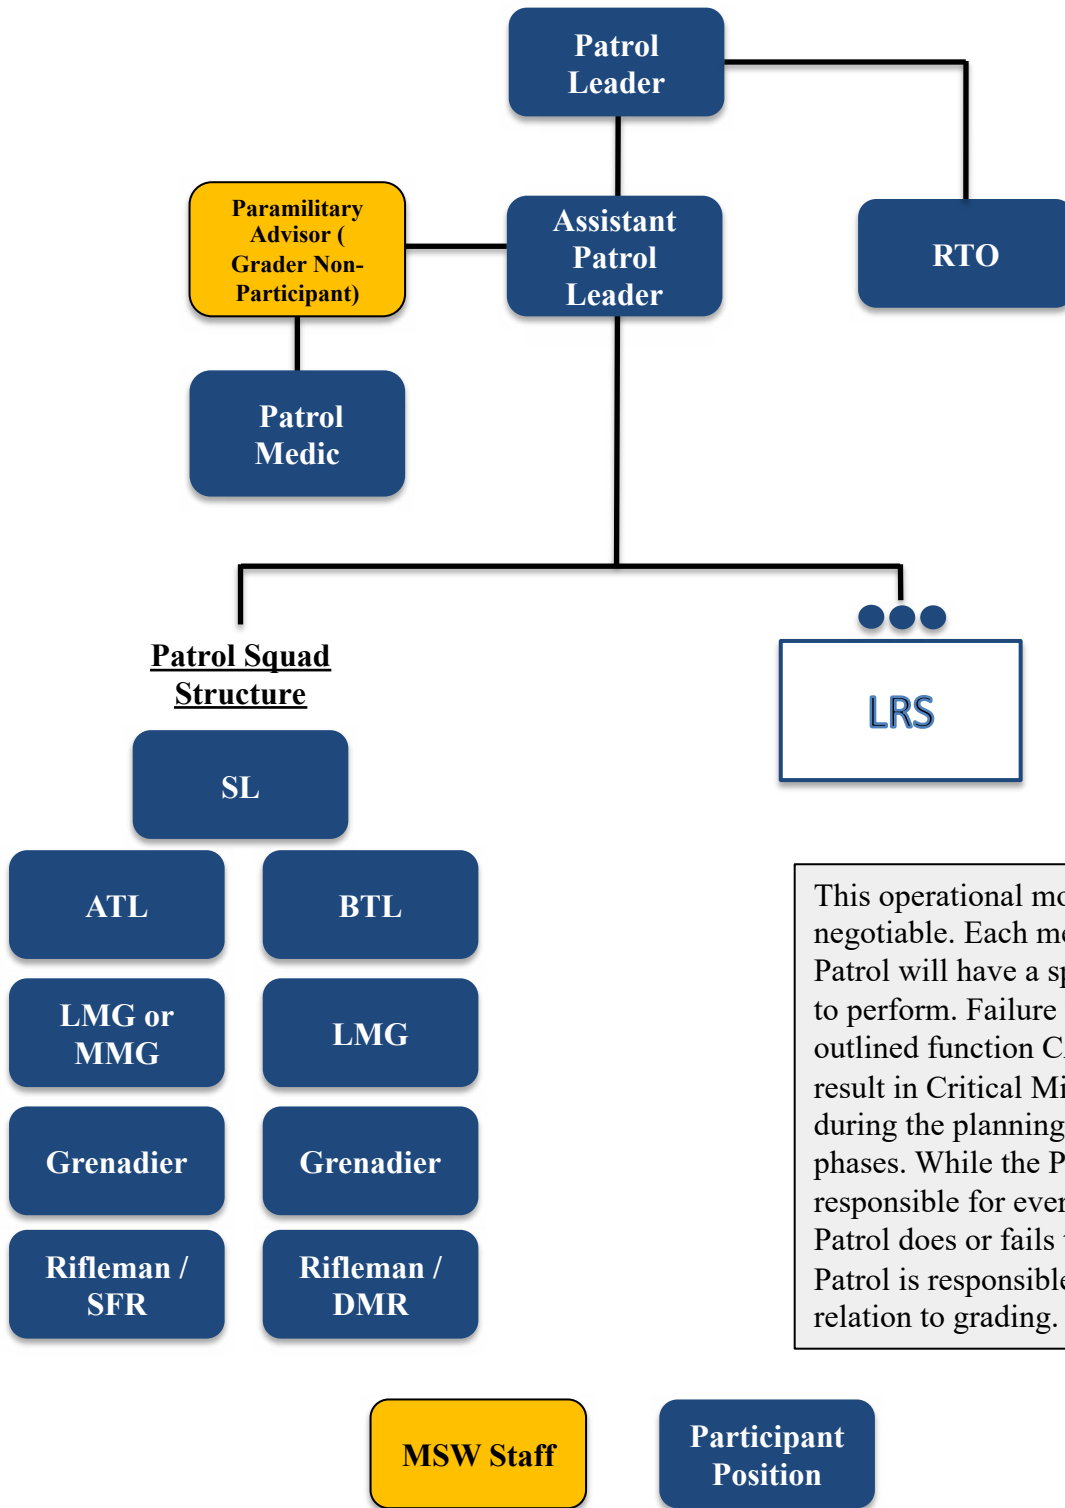 Patrol
Leader
Paramilitary
Advisor (
Grader Non-
Participant)
Assistant
Patrol
Leader
RTO
Patrol
Medic
Patrol Squad
Structure
LRS
SL
ATL
BTL
LMG or
MMG
LMG
Grenadier
Grenadier
Rifleman /
SFR
Rifleman /
DMR
This operational mo
negotiable. Each me
Patrol will have a sp
to perform. Failure
outlined function C
result in Critical Mi
during the planning
phases. While the P
responsible for ever
Patrol does or fails t
Patrol is responsible
relation to grading.
MSW Staff
Participant
Position